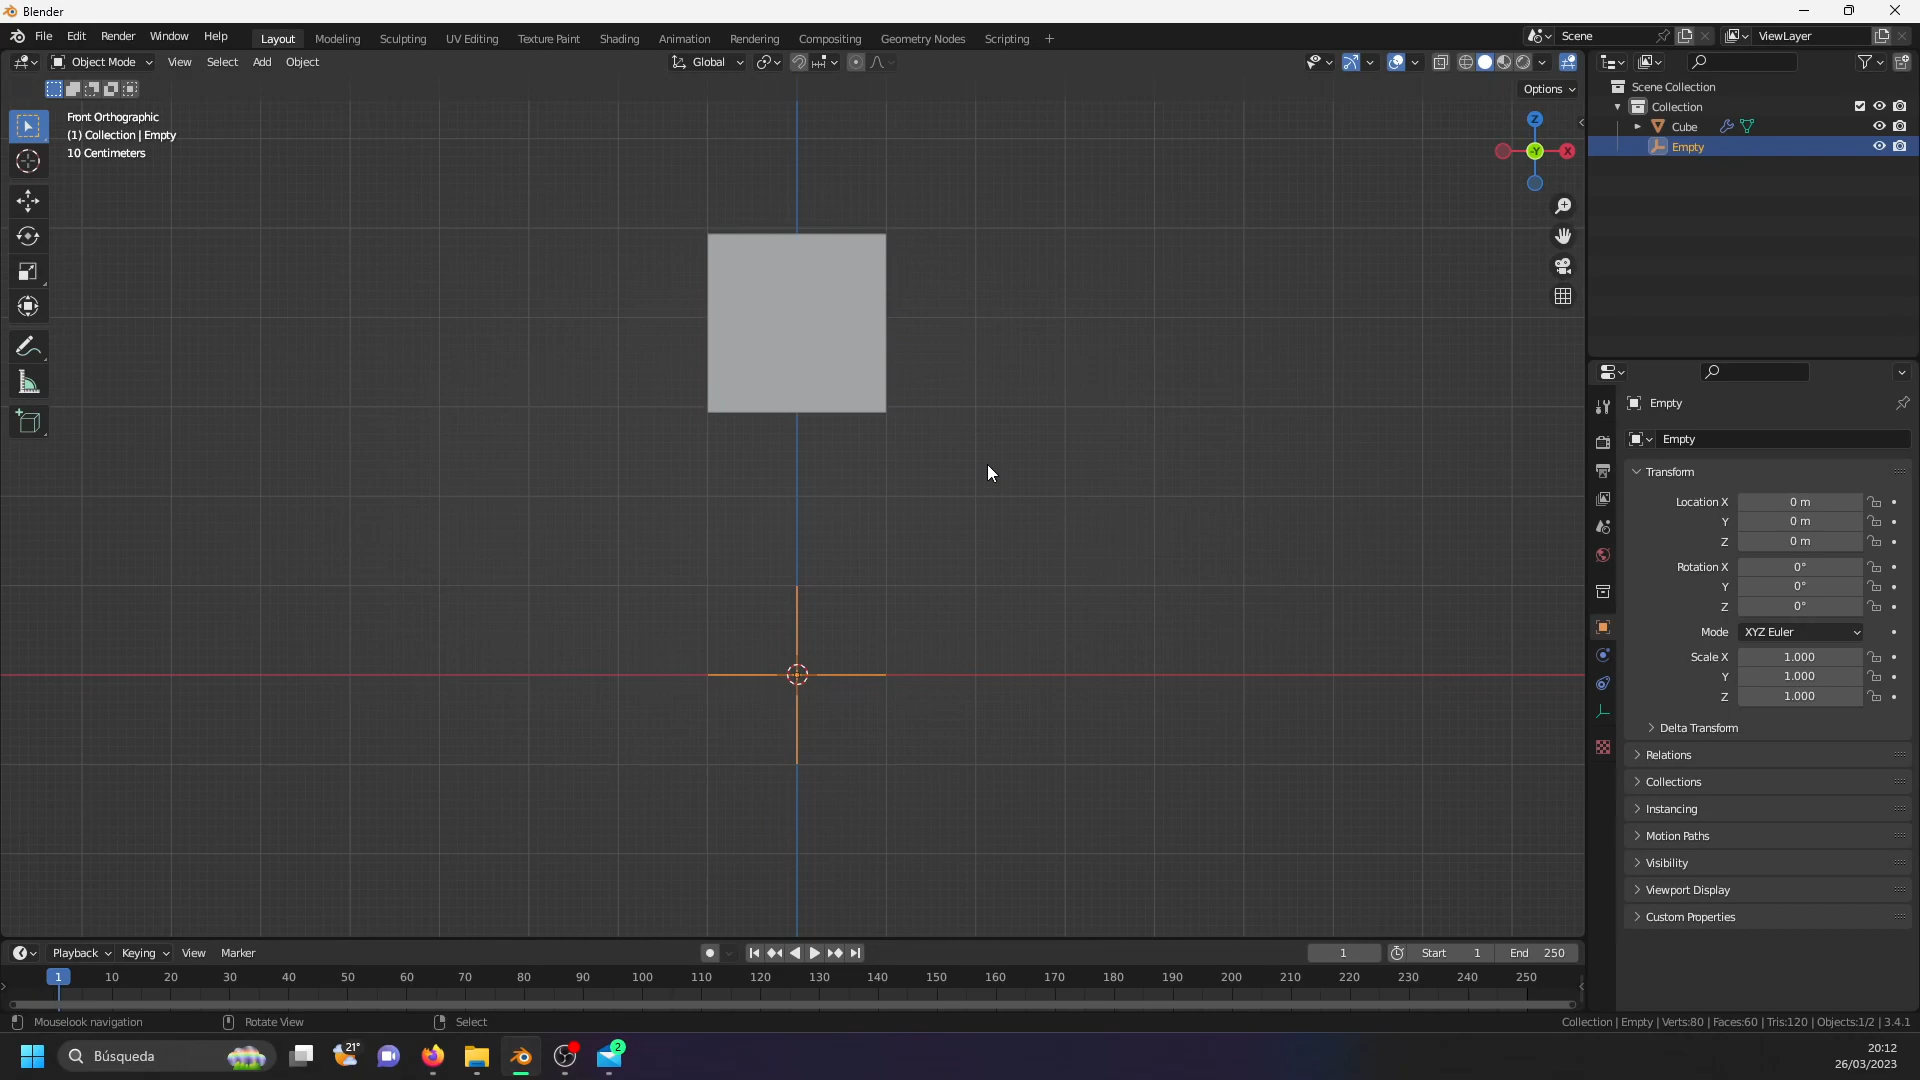 Blender
File Edit Render Window Help Layout Modeling Sculpting UV Editing Texture Paint Shading Animation Rendering Compositing Geometry Nodes Scripting + Scene ViewLayer
Object Mode View Select Add Object Global
Options
Front Orthographic
(1) Collection | Empty
10 Centimeters
Z
-Y X
Scene Collection
Collection
Cube
Empty
Empty
Empty
Transform
Location X 0 m
Y 0 m
Z 0 m
Rotation X 0°
Y 0°
Z 0°
Mode XYZ Euler
Scale X 1.000
Y 1.000
Z 1.000
Delta Transform
Relations
Collections
Instancing
Motion Paths
Visibility
Viewport Display
Custom Properties
Playback Keying View Marker 1 Start 1 End 250
1 10 20 30 40 50 60 70 80 90 100 110 120 130 140 150 160 170 180 190 200 210 220 230 240 250
Mouselook navigation Rotate View Select Collection | Empty | Verts:80 | Faces:60 | Tris:120 | Objects:1/2 | 3.4.1
Búsqueda 21° 2 20:12
26/03/2023